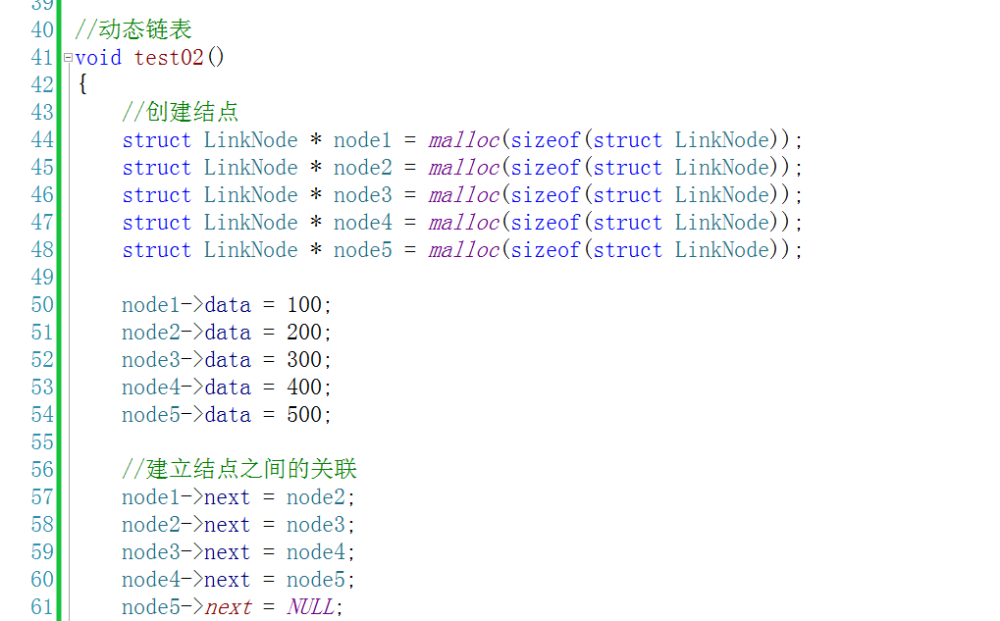 39
40 //动态链表
41 void test02()
42 {
43 //创建结点
44 struct LinkNode * node1 = malloc(sizeof(struct LinkNode));
45 struct LinkNode * node2 = malloc(sizeof(struct LinkNode));
46 struct LinkNode * node3 = malloc(sizeof(struct LinkNode));
47 struct LinkNode * node4 = malloc(sizeof(struct LinkNode));
48 struct LinkNode * node5 = malloc(sizeof(struct LinkNode));
49
50 node1->data = 100;
51 node2->data = 200;
52 node3->data = 300;
53 node4->data = 400;
54 node5->data = 500;
55
56 //建立结点之间的关联
57 node1->next = node2;
58 node2->next = node3;
59 node3->next = node4;
60 node4->next = node5;
61 node5->next = NULL;